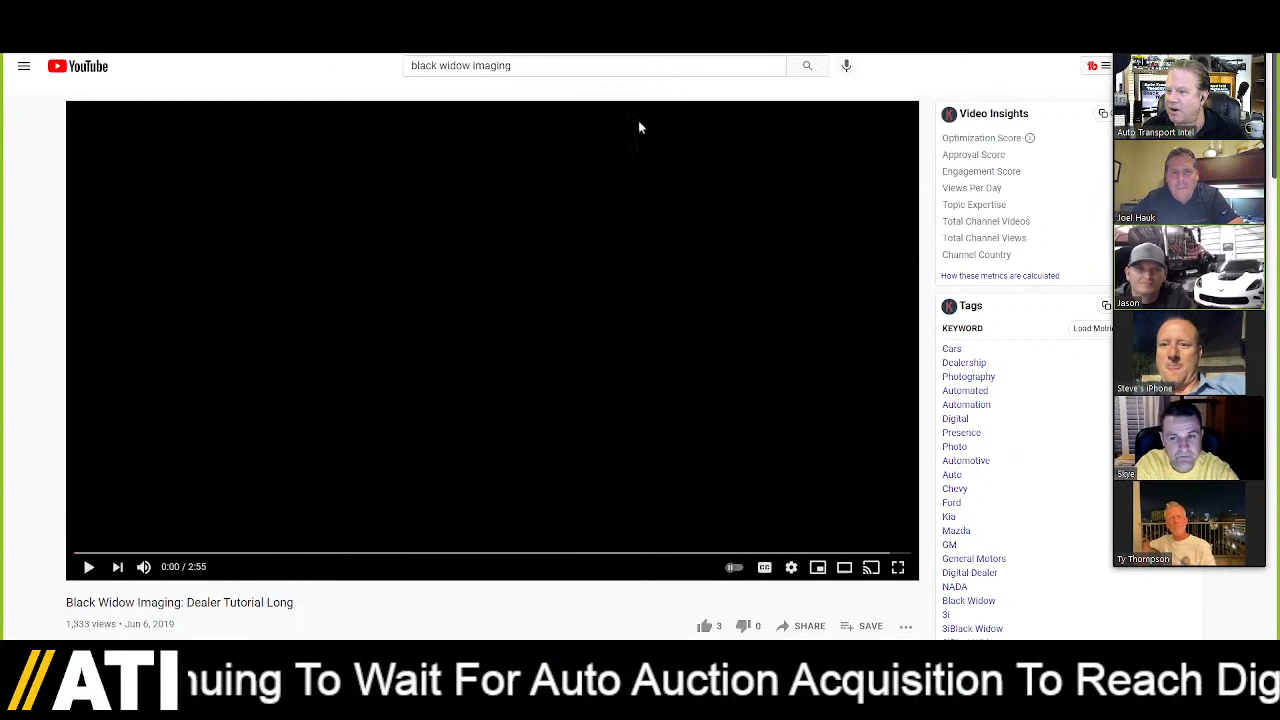 YouTube
black widow imaging
tb
K Video Insights
Optimization Score
Approval Score
Engagement Score
Views Per Day
Topic Expertise
Total Channel Videos
Total Channel Views
Channel Country
How these metrics are calculated
K Tags
KEYWORD
Load Metri
Cars
Dealership
Photography
Automated
Automation
Digital
Presence
Photo
Automotive
Auto
Chevy
Ford
Kia
Mazda
GM
General Motors
Digital Dealer
NADA
Black Widow
3i
3iBlack Widow
Auto Transport Intel
Joel Hauk
Jason
Steve's iPhone
Skye
Ty Thompson
0:00 / 2:55
CC
Black Widow Imaging: Dealer Tutorial Long
1,333 views • Jun 6, 2019
3
0
SHARE
SAVE
//ATI
nuing To Wait For Auto Auction Acquisition To Reach Dig